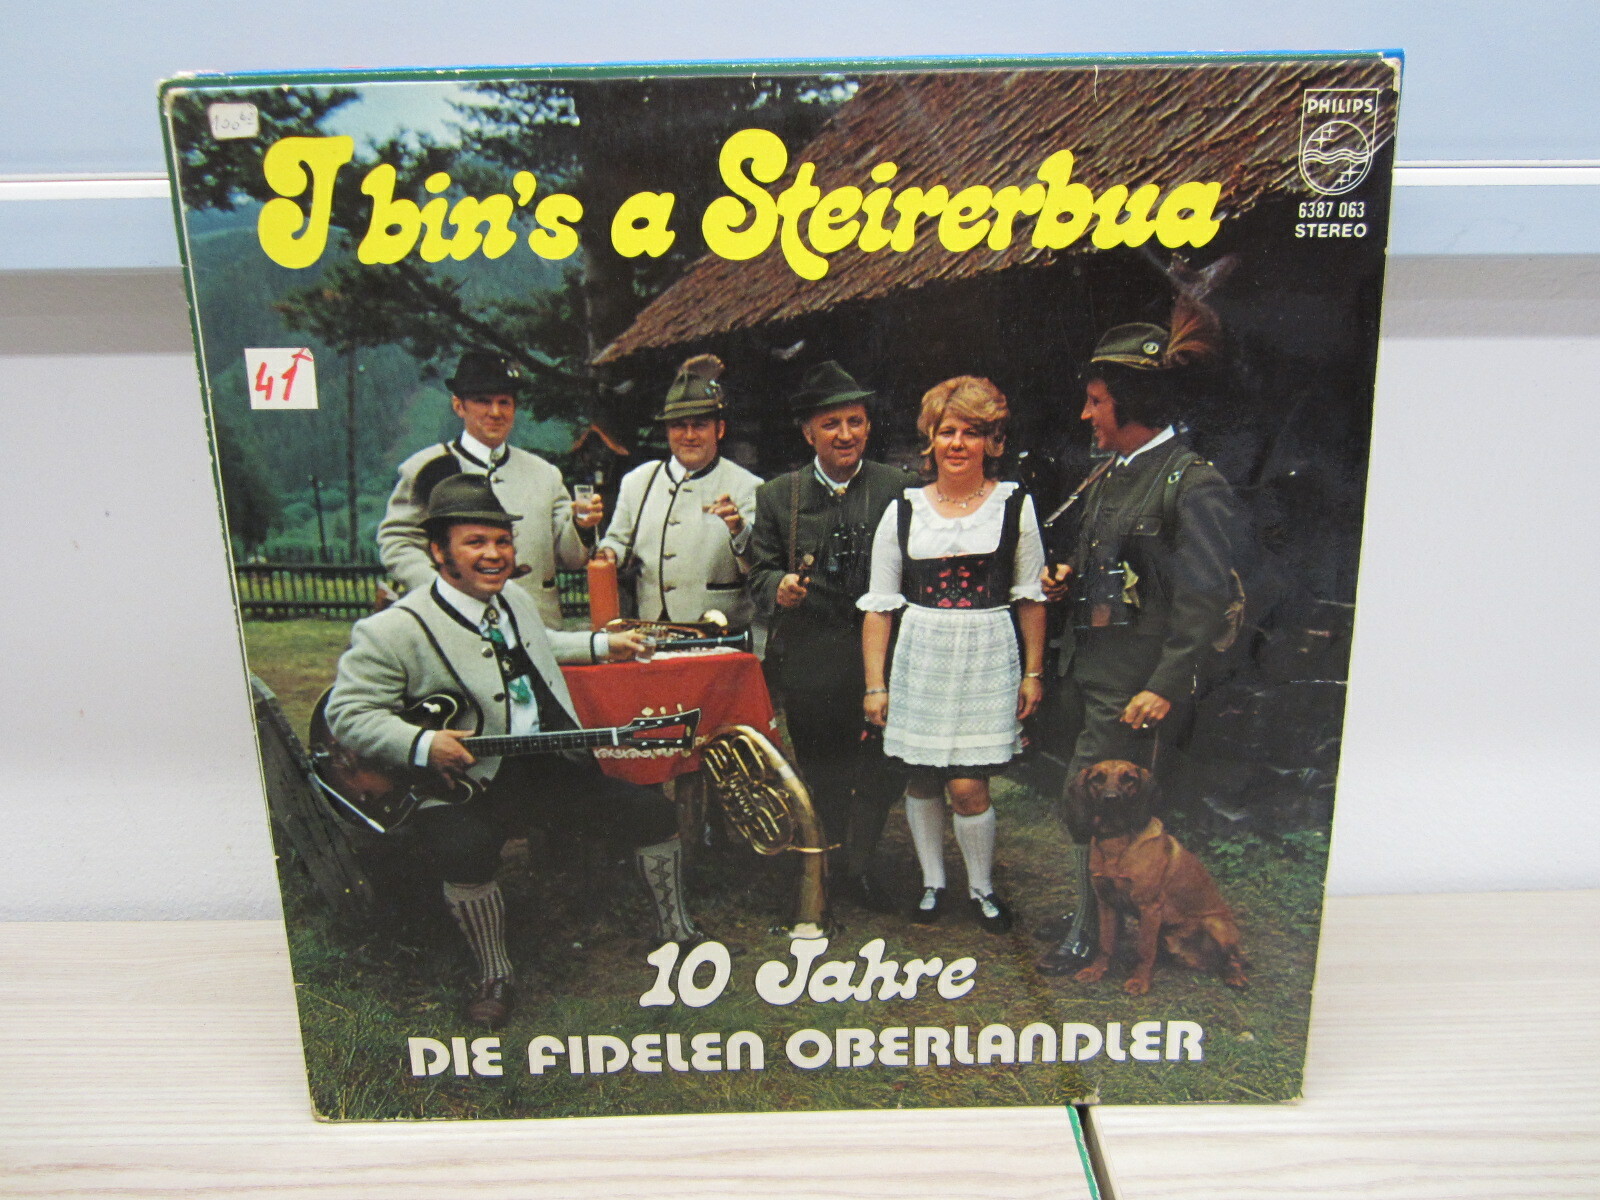 PHILIPS
I bin's a Steirerbua
6387 063
STEREO
41
10 Jahre
DIE FIDELEN OBERLANDLER